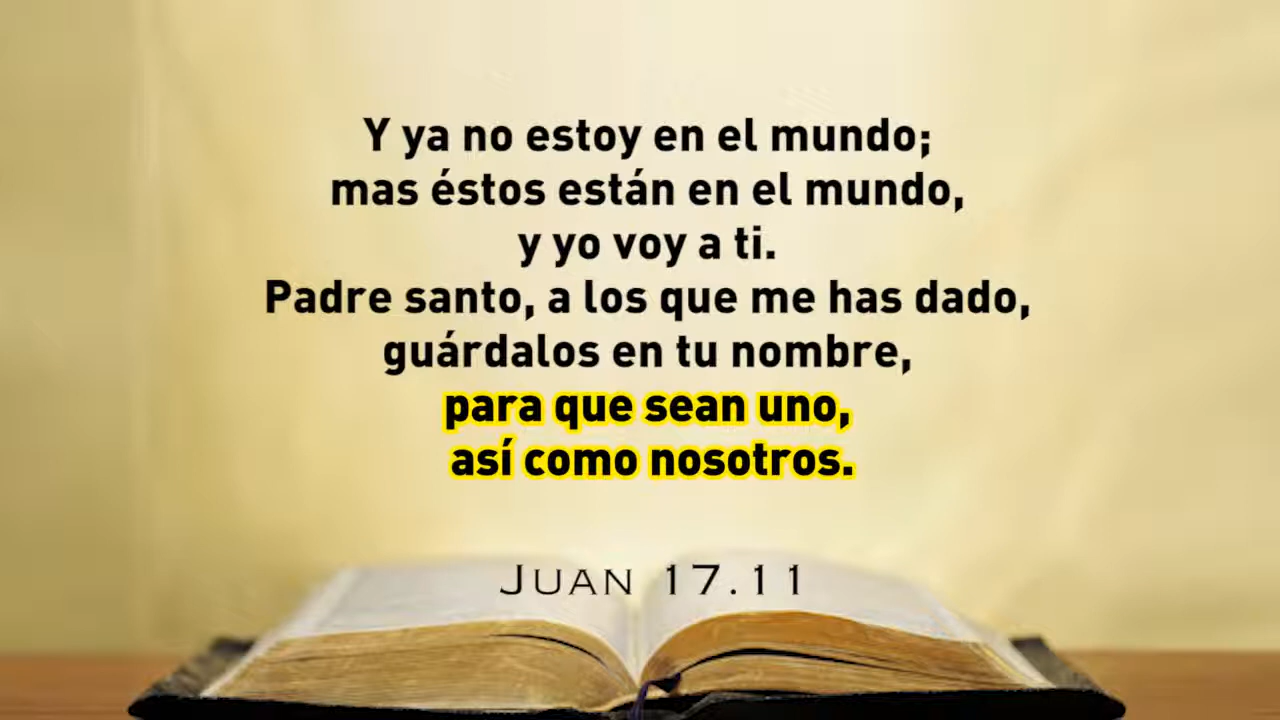 Y ya no estoy en el mundo;
mas éstos están en el mundo,
y yo voy a ti.
Padre santo, a los que me has dado,
guárdalos en tu nombre,
para que sean uno,
así como nosotros.
Juan 17.11